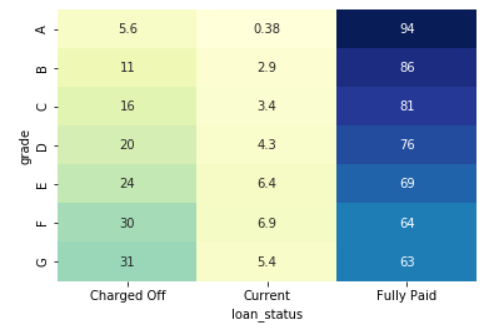 grade
A 5.6 0.38 94
B 11 2.9 86
C 16 3.4 81
D 20 4.3 76
E 24 6.4 69
F 30 6.9 64
G 31 5.4 63
Charged Off Current Fully Paid
loan_status